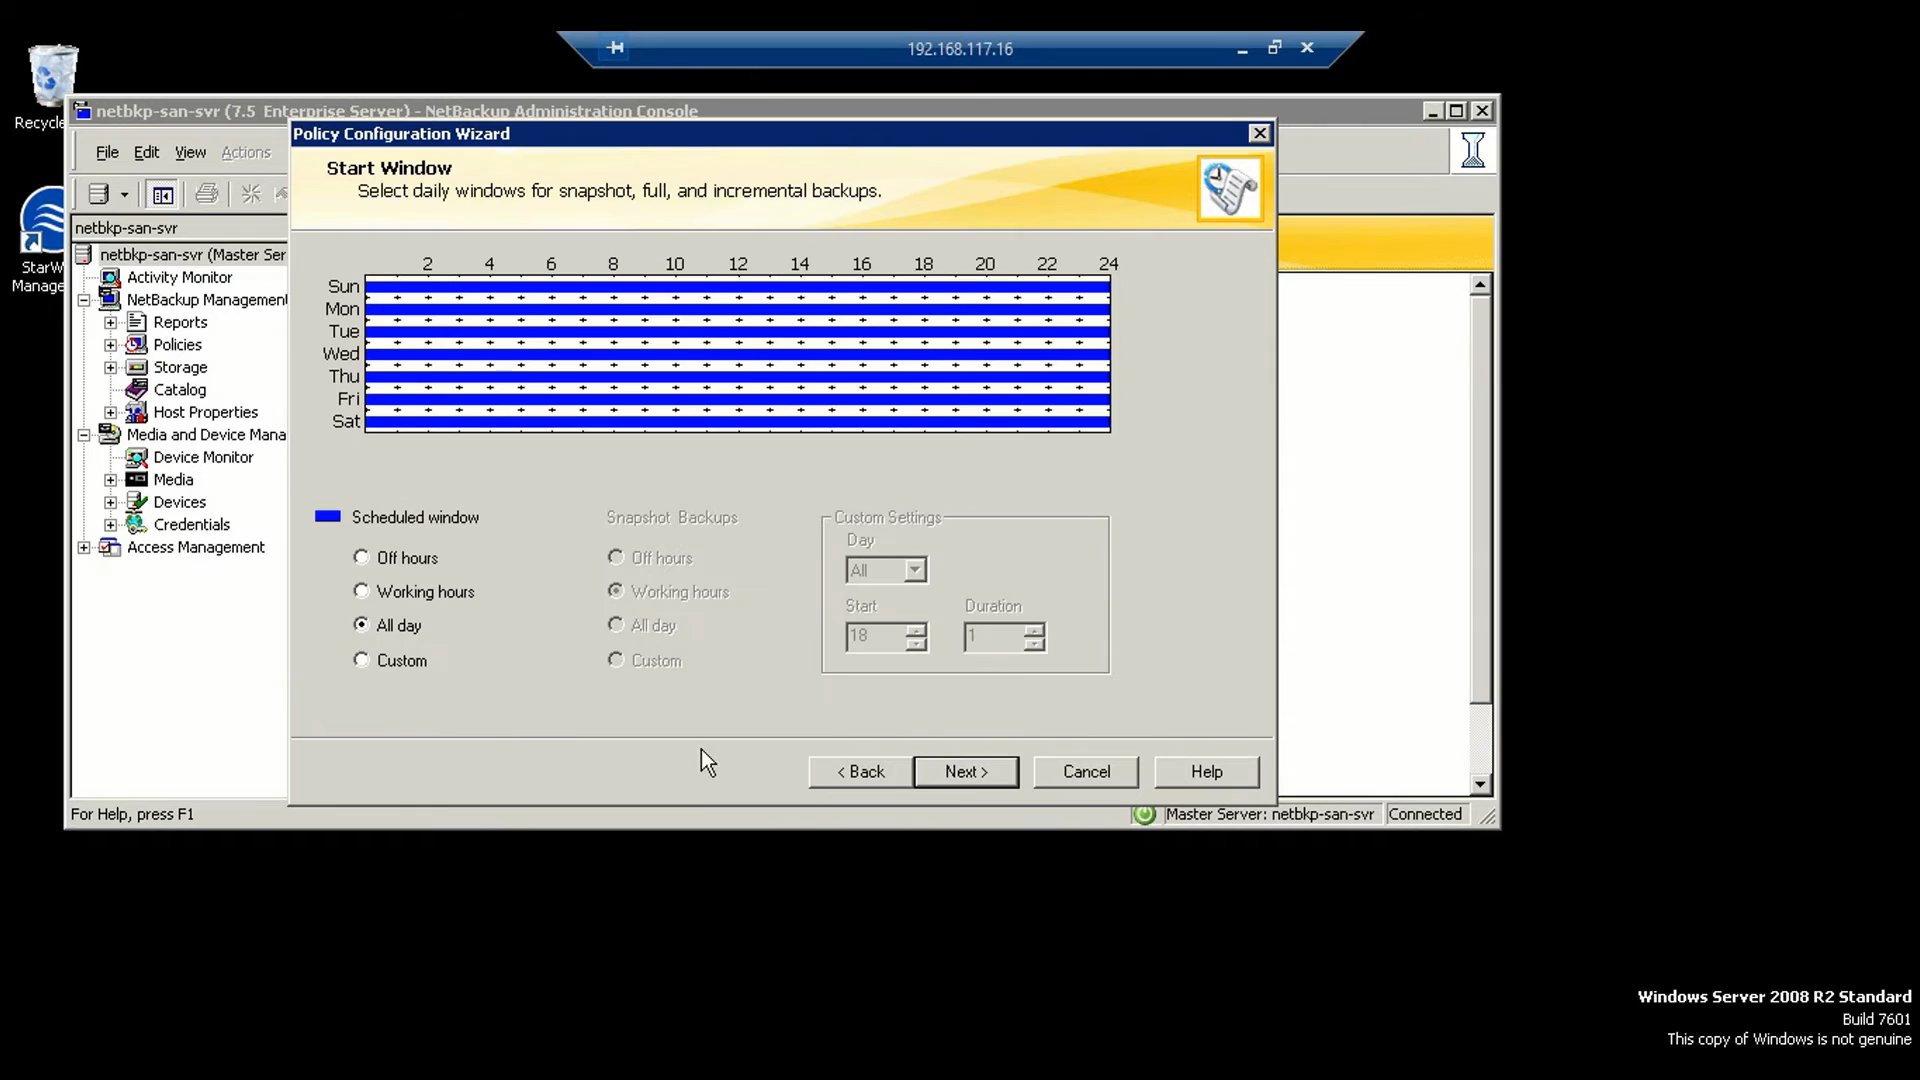 192.168.117.16
Recycle
netbkp-san-svr (7.5 Enterprise Server) - NetBackup Administration Console
Policy Configuration Wizard
File Edit View Actions
Start Window
Select daily windows for snapshot, full, and incremental backups.
StarW
Manage
netbkp-san-svr
netbkp-san-svr (Master Ser
Activity Monitor
NetBackup Management
Reports
Policies
Storage
Catalog
Host Properties
Media and Device Mana
Device Monitor
Media
Devices
Credentials
Access Management
2 4 6 8 10 12 14 16 18 20 22 24
Sun
Mon
Tue
Wed
Thu
Fri
Sat
Scheduled window
Off hours
Working hours
All day
Custom
Snapshot Backups
Off hours
Working hours
All day
Custom
Custom Settings
Day
All
Start Duration
18 1
< Back Next > Cancel Help
For Help, press F1
Master Server: netbkp-san-svr Connected
Windows Server 2008 R2 Standard
Build 7601
This copy of Windows is not genuine